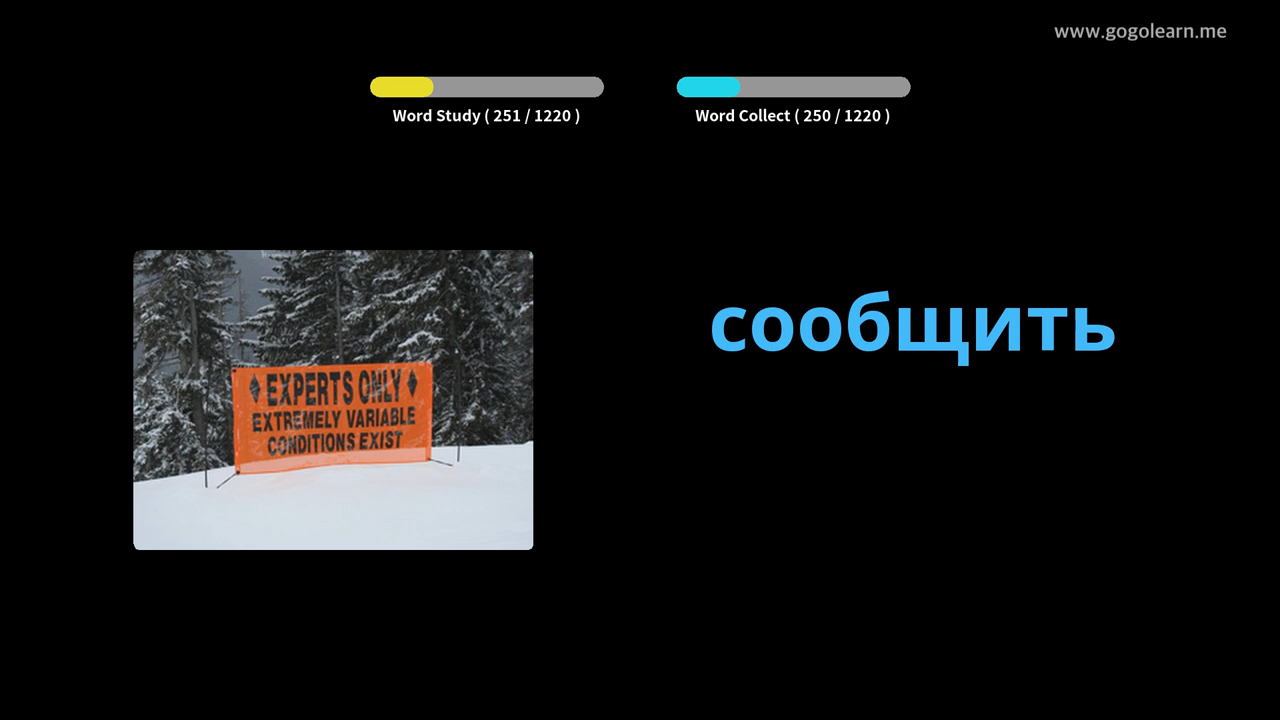 www.gogolearn.me
Word Study ( 251 / 1220 )
Word Collect ( 250 / 1220 )
сообщить
EXPERTS ONLY
EXTREMELY VARIABLE
CONDITIONS EXIST